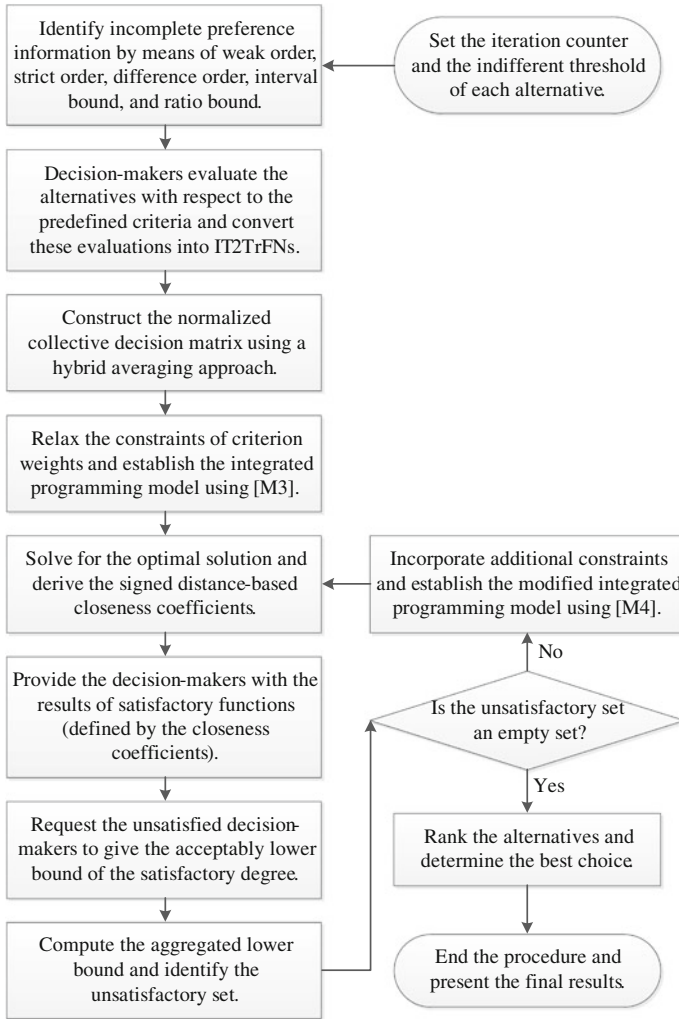 Set the iteration counter
and the indifferent threshold
of each alternative.
Identify incomplete preference
information by means of weak order,
strict order, difference order, interval
bound, and ratio bound.
Decision-makers evaluate the
alternatives with respect to the
predefined criteria and convert
these evaluations into IT2TrFNs.
Construct the normalized
collective decision matrix using a
hybrid averaging approach.
Relax the constraints of criterion
weights and establish the integrated
programming model using [M3].
Solve for the optimal solution and
derive the signed distance-based
closeness coefficients.
Provide the decision-makers with the
results of satisfactory functions
(defined by the closeness
coefficients).
Request the unsatisfied decision-
makers to give the acceptably lower
bound of the satisfactory degree.
Compute the aggregated lower
bound and identify the
unsatisfactory set.
Incorporate additional constraints
and establish the modified integrated
programming model using [M4].
No
Is the unsatisfactory set
an empty set?
Yes
Rank the alternatives and
determine the best choice.
End the procedure and
present the final results.